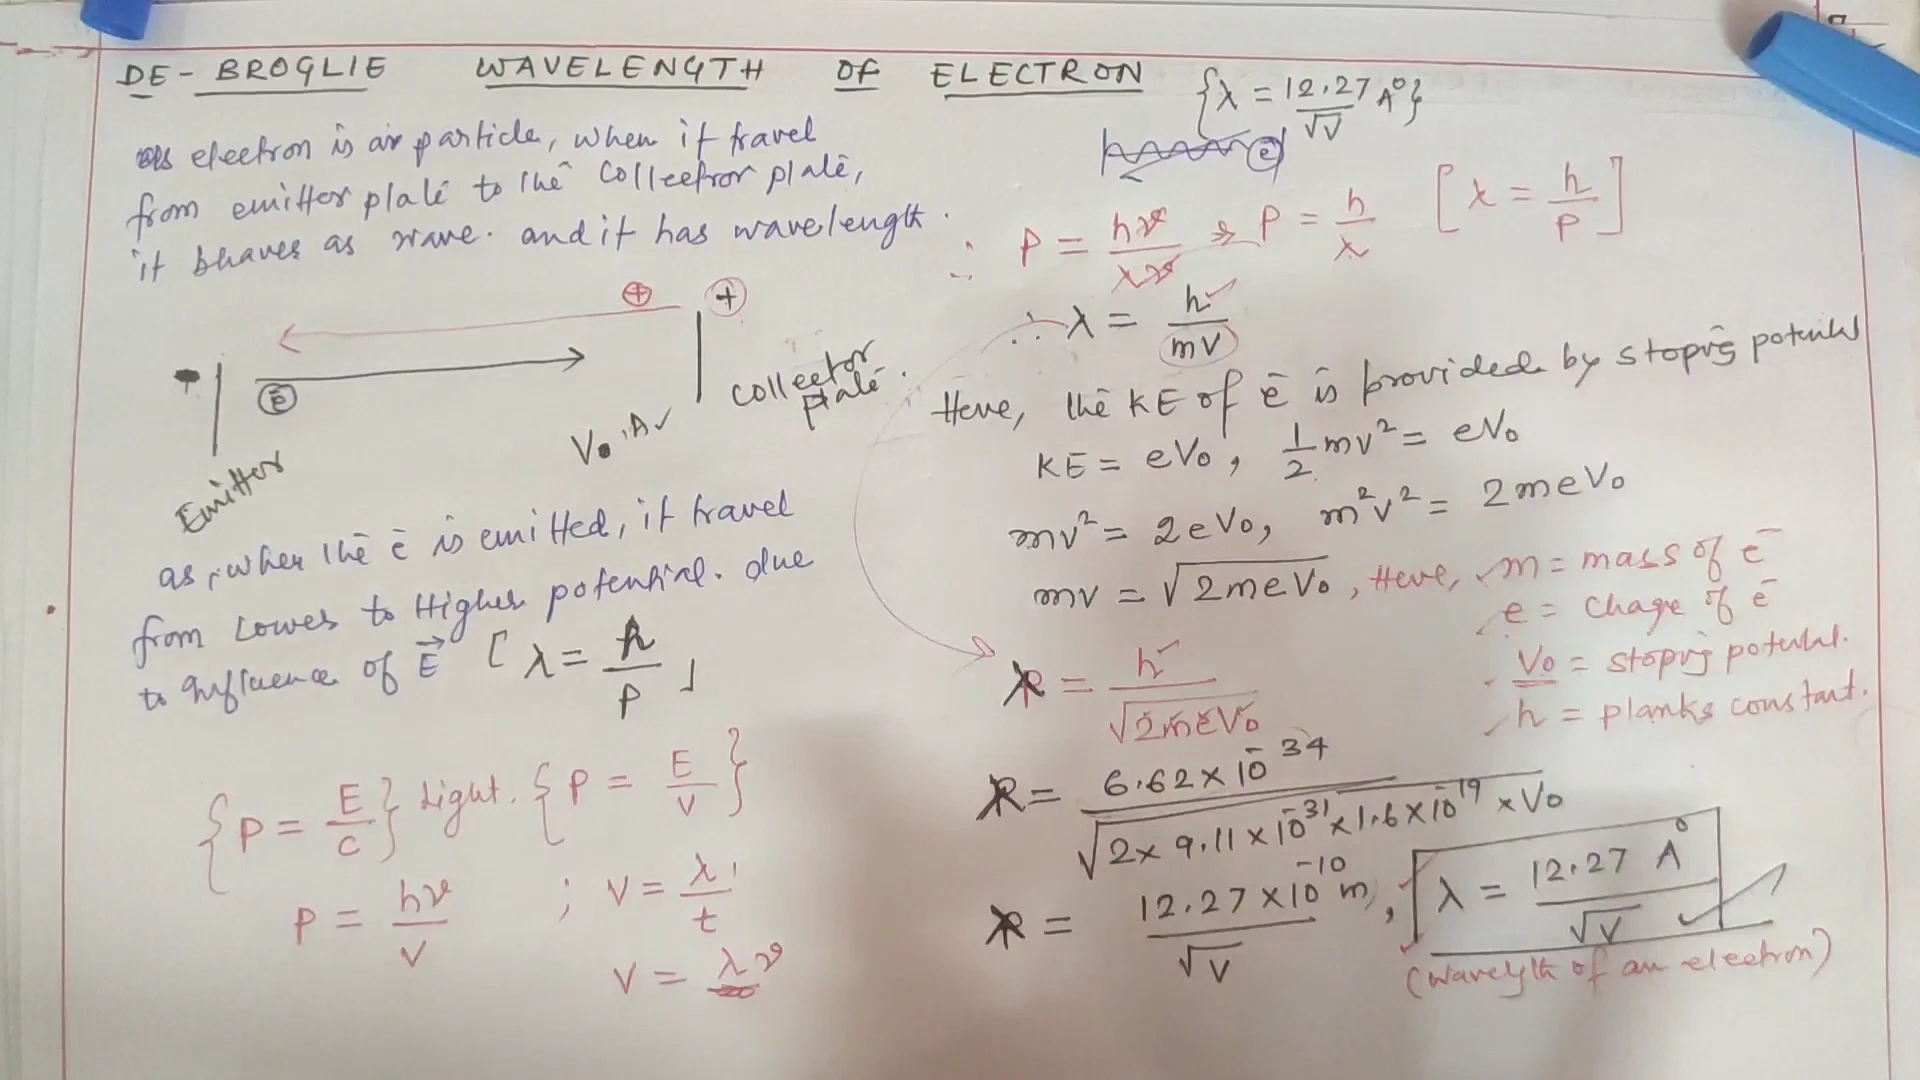 DE-BROGLIE WAVELENGTH OF ELECTRON
{λ = 12.27/√V A°}
as electron is an particle, when it travel
from emitter plate to the collector plate,
it bhaves as wave. and it has wavelength.
+
+
-
e⁻
Emitter
V₀
collector
plate.
as, when the e⁻ is emitted, it travel
from Lower to Higher potential. due
to influence of E⃗ [λ = h/P]
{P = E/C} Light. {P = E/V}
P = hν/V ; V = λ/t
V = λν
e⁻
∴ P = hν/λν ⇒ P = h/λ [λ = h/P]
∴ λ = h/mV
Here, the KE of e⁻ is provided by stoping potential
KE = eV₀, 1/2 mv² = eV₀
mv² = 2eV₀, m²v² = 2meV₀
mv = √2meV₀, Here, m = mass of e⁻
e = chage of e⁻
V₀ = stoping potential.
h = planks constant.
λ = h/√2meV₀
λ = 6.62 × 10⁻³⁴/√2 × 9.11 × 10⁻³¹ × 1.6 × 10⁻¹⁹ × V₀
λ = 12.27 × 10⁻¹⁰ m/√V, λ = 12.27 A°/√V
(wavelength of an electron)